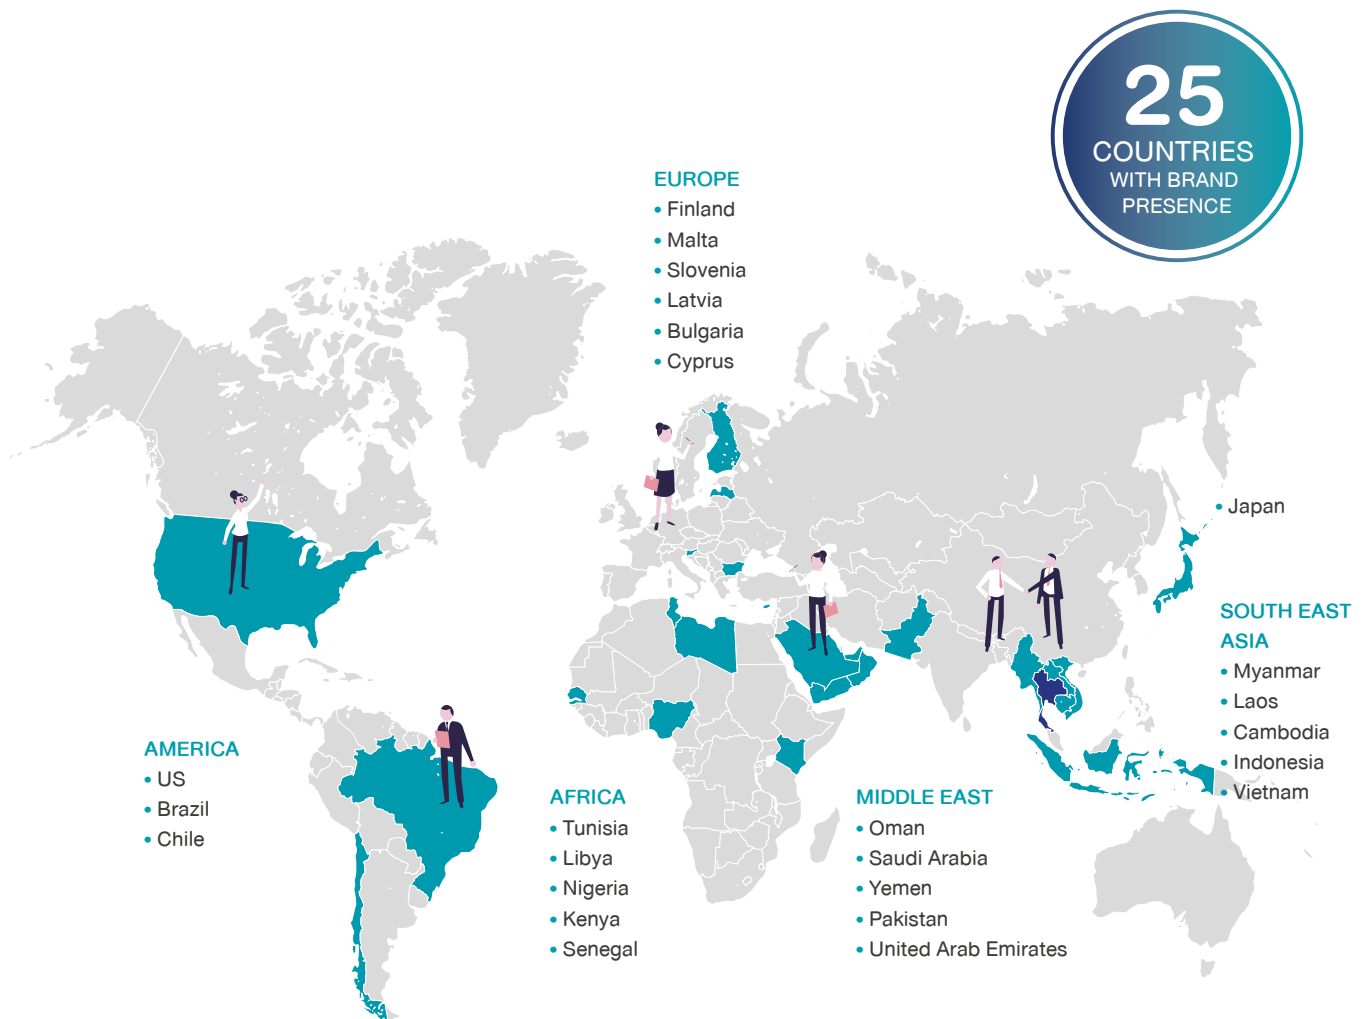 25
COUNTRIES
WITH BRAND
PRESENCE
EUROPE
• Finland
• Malta
• Slovenia
• Latvia
• Bulgaria
• Cyprus
• Japan
SOUTH EAST
ASIA
• Myanmar
• Laos
• Cambodia
• Indonesia
• Vietnam
AMERICA
• US
• Brazil
• Chile
AFRICA
• Tunisia
• Libya
• Nigeria
• Kenya
• Senegal
MIDDLE EAST
• Oman
• Saudi Arabia
• Yemen
• Pakistan
• United Arab Emirates